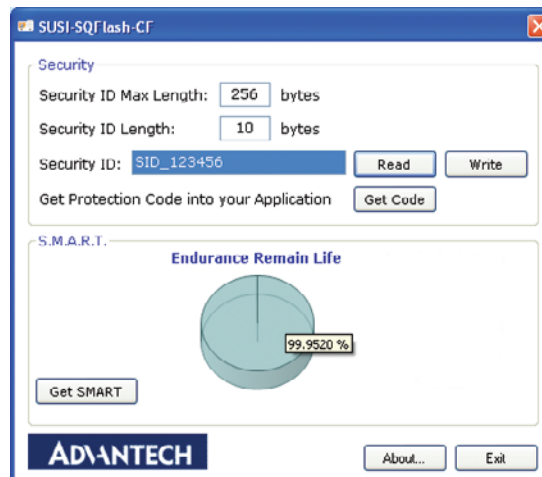 SUSI-SQFlash-CF
Security
Security ID Max Length: 256 bytes
Security ID Length: 10 bytes
Security ID: SID_123456 Read Write
Get Protection Code into your Application Get Code
S.M.A.R.T.
Endurance Remain Life
99.9520 %
Get SMART
ADVANTECH About... Exit